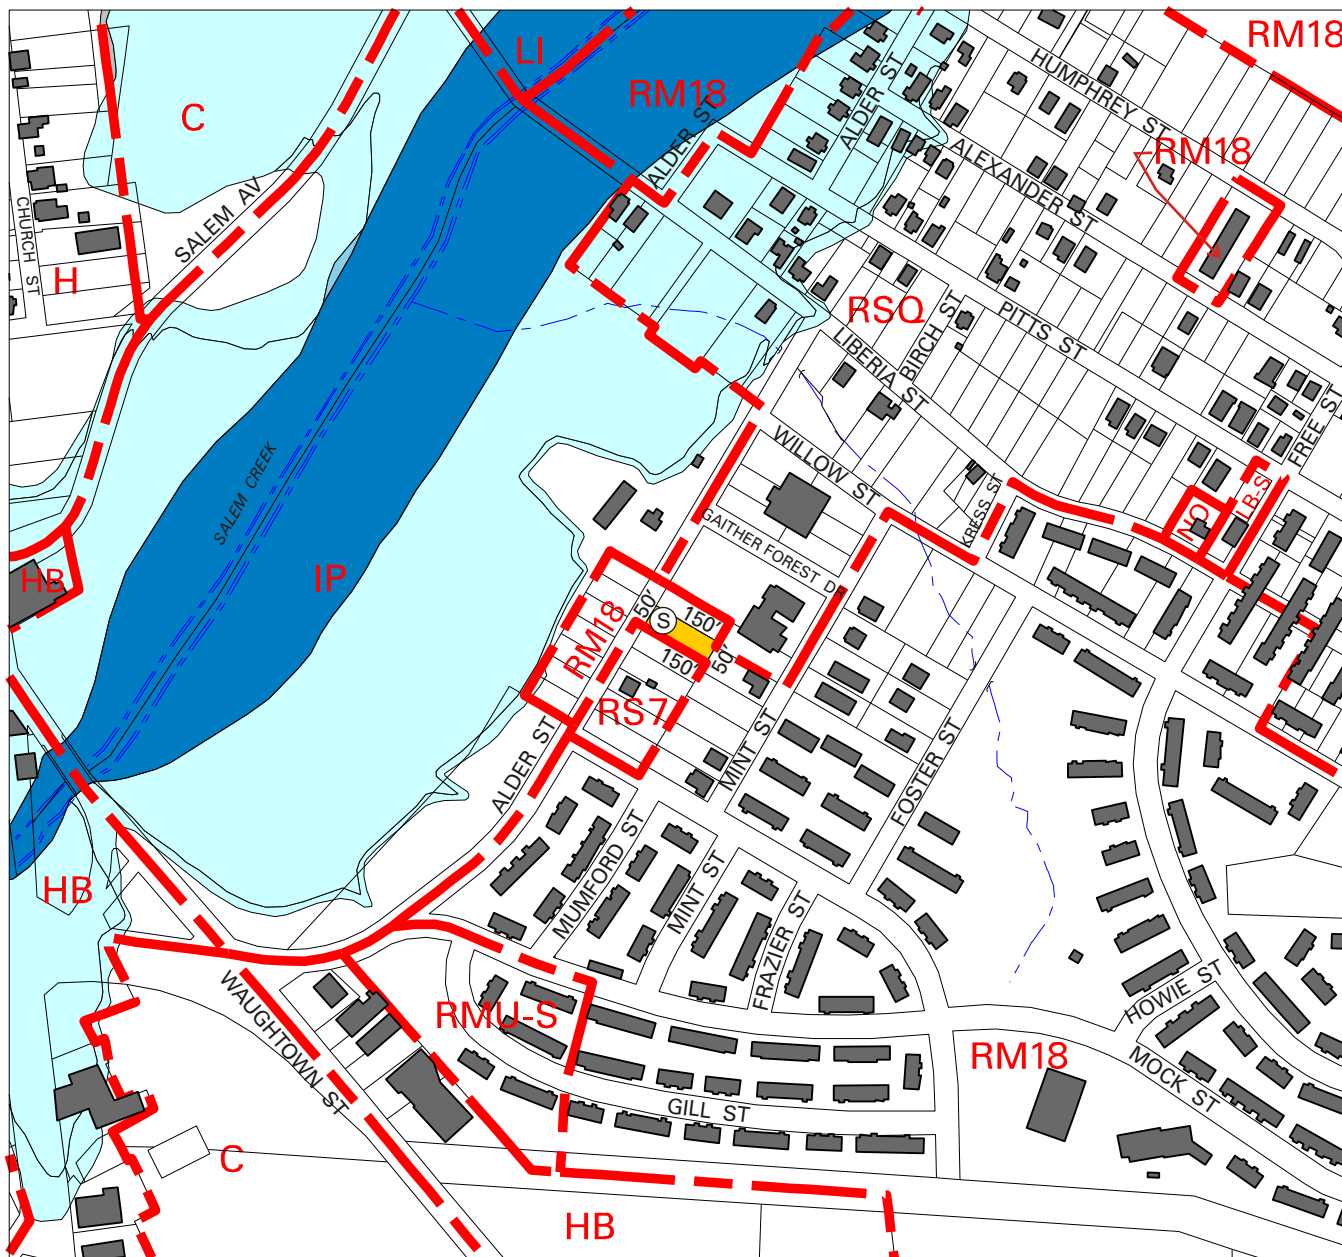 RM18
LI
HUMPHREY ST
RM18
ALDER ST
C
ALDER ST
RM18
ALEXANDER ST
SALEM AV
CHURCH ST
H
RSQ
BIRCH ST
PITTS ST
LIBERIA ST
FREE ST
WILLOW ST
SALEM CREEK
KRESS ST
LB-S
NO
GAITHER FOREST DR
HB
IP
50'
S
150'
RM18
150'
50'
RS7
ALDER ST
MINT ST
FOSTER ST
MUMFORD ST
MINT ST
HB
FRAZIER ST
WAUGHTOWN ST
HOWIE ST
RMU-S
RM18
MOCK ST
GILL ST
C
HB